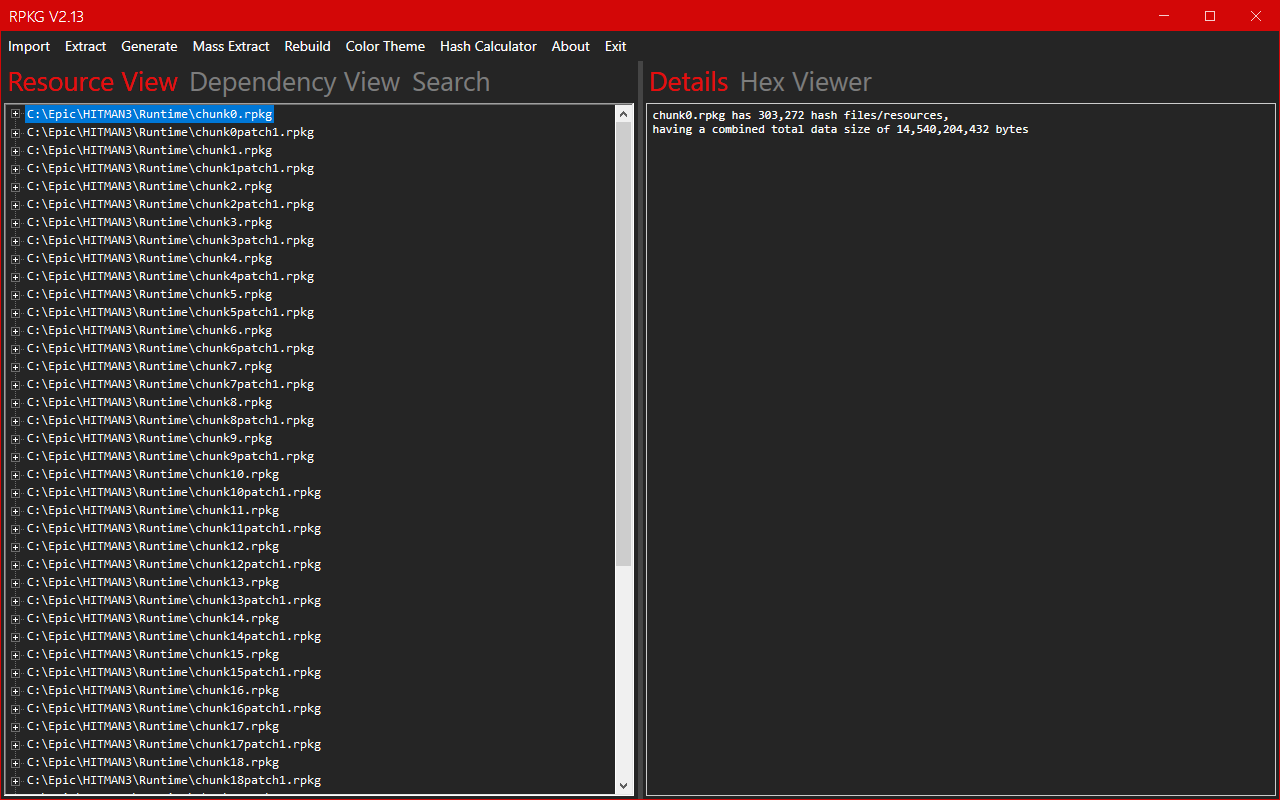 RPKG V2.13
Import Extract Generate Mass Extract Rebuild Color Theme Hash Calculator About Exit
Resource View Dependency View Search
C:\Epic\HITMAN3\Runtime\chunk0.rpkg
C:\Epic\HITMAN3\Runtime\chunk0patch1.rpkg
C:\Epic\HITMAN3\Runtime\chunk1.rpkg
C:\Epic\HITMAN3\Runtime\chunk1patch1.rpkg
C:\Epic\HITMAN3\Runtime\chunk2.rpkg
C:\Epic\HITMAN3\Runtime\chunk2patch1.rpkg
C:\Epic\HITMAN3\Runtime\chunk3.rpkg
C:\Epic\HITMAN3\Runtime\chunk3patch1.rpkg
C:\Epic\HITMAN3\Runtime\chunk4.rpkg
C:\Epic\HITMAN3\Runtime\chunk4patch1.rpkg
C:\Epic\HITMAN3\Runtime\chunk5.rpkg
C:\Epic\HITMAN3\Runtime\chunk5patch1.rpkg
C:\Epic\HITMAN3\Runtime\chunk6.rpkg
C:\Epic\HITMAN3\Runtime\chunk6patch1.rpkg
C:\Epic\HITMAN3\Runtime\chunk7.rpkg
C:\Epic\HITMAN3\Runtime\chunk7patch1.rpkg
C:\Epic\HITMAN3\Runtime\chunk8.rpkg
C:\Epic\HITMAN3\Runtime\chunk8patch1.rpkg
C:\Epic\HITMAN3\Runtime\chunk9.rpkg
C:\Epic\HITMAN3\Runtime\chunk9patch1.rpkg
C:\Epic\HITMAN3\Runtime\chunk10.rpkg
C:\Epic\HITMAN3\Runtime\chunk10patch1.rpkg
C:\Epic\HITMAN3\Runtime\chunk11.rpkg
C:\Epic\HITMAN3\Runtime\chunk11patch1.rpkg
C:\Epic\HITMAN3\Runtime\chunk12.rpkg
C:\Epic\HITMAN3\Runtime\chunk12patch1.rpkg
C:\Epic\HITMAN3\Runtime\chunk13.rpkg
C:\Epic\HITMAN3\Runtime\chunk13patch1.rpkg
C:\Epic\HITMAN3\Runtime\chunk14.rpkg
C:\Epic\HITMAN3\Runtime\chunk14patch1.rpkg
C:\Epic\HITMAN3\Runtime\chunk15.rpkg
C:\Epic\HITMAN3\Runtime\chunk15patch1.rpkg
C:\Epic\HITMAN3\Runtime\chunk16.rpkg
C:\Epic\HITMAN3\Runtime\chunk16patch1.rpkg
C:\Epic\HITMAN3\Runtime\chunk17.rpkg
C:\Epic\HITMAN3\Runtime\chunk17patch1.rpkg
C:\Epic\HITMAN3\Runtime\chunk18.rpkg
C:\Epic\HITMAN3\Runtime\chunk18patch1.rpkg
Details Hex Viewer
chunk0.rpkg has 303,272 hash files/resources,
having a combined total data size of 14,540,204,432 bytes